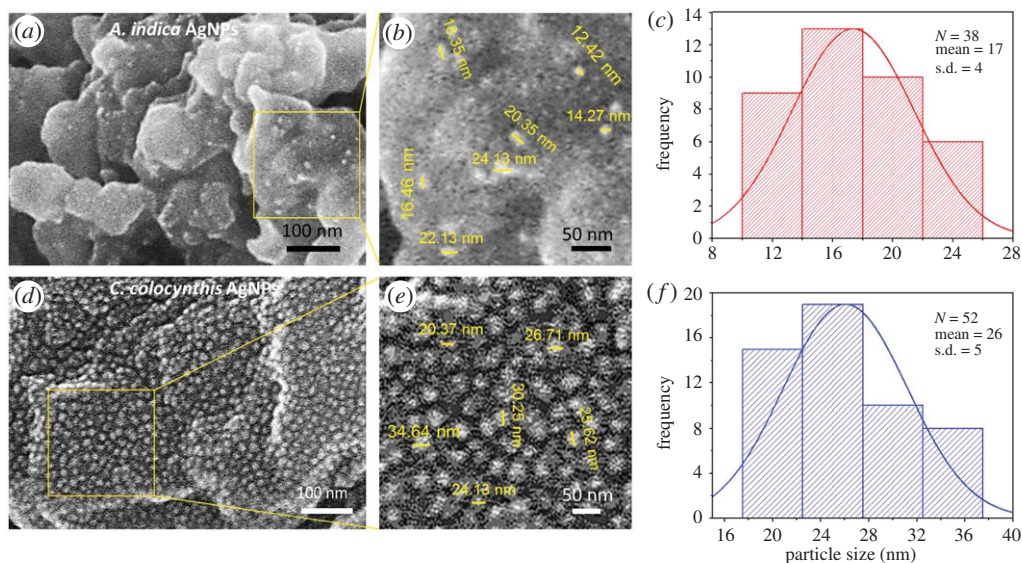 (a)
A. indica AgNPs
100 nm
(b)
18.35 nm
12.42 nm
20.35 nm
14.27 nm
24.13 nm
16.46 nm
22.13 nm
50 nm
(c)
frequency
14
12
10
8
6
4
2
0
N = 38
mean = 17
s.d. = 4
8 12 16 20 24 28
(d)
C. colocynthis AgNPs
100 nm
(e)
20.37 nm
26.71 nm
30.25 nm
25.62 nm
34.64 nm
24.13 nm
50 nm
(f)
frequency
20
16
12
8
4
0
N = 52
mean = 26
s.d. = 5
16 20 24 28 32 36 40
particle size (nm)